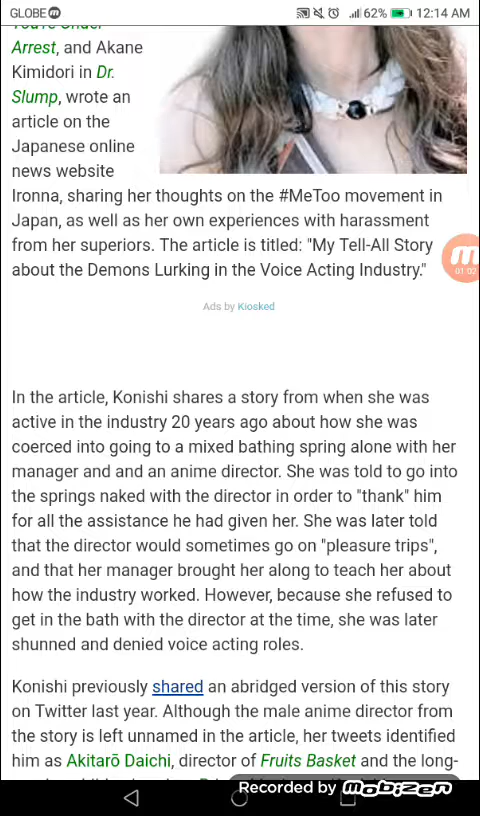 GLOBE 62% 12:14 AM
You're Under
Arrest, and Akane
Kimidori in Dr.
Slump, wrote an
article on the
Japanese online
news website
Ironna, sharing her thoughts on the #MeToo movement in
Japan, as well as her own experiences with harassment
from her superiors. The article is titled: "My Tell-All Story
about the Demons Lurking in the Voice Acting Industry."
01:02
Ads by Kiosked
In the article, Konishi shares a story from when she was
active in the industry 20 years ago about how she was
coerced into going to a mixed bathing spring alone with her
manager and and an anime director. She was told to go into
the springs naked with the director in order to "thank" him
for all the assistance he had given her. She was later told
that the director would sometimes go on "pleasure trips",
and that her manager brought her along to teach her about
how the industry worked. However, because she refused to
get in the bath with the director at the time, she was later
shunned and denied voice acting roles.
Konishi previously shared an abridged version of this story
on Twitter last year. Although the male anime director from
the story is left unnamed in the article, her tweets identified
him as Akitarō Daichi, director of Fruits Basket and the long-
Recorded by mobizen